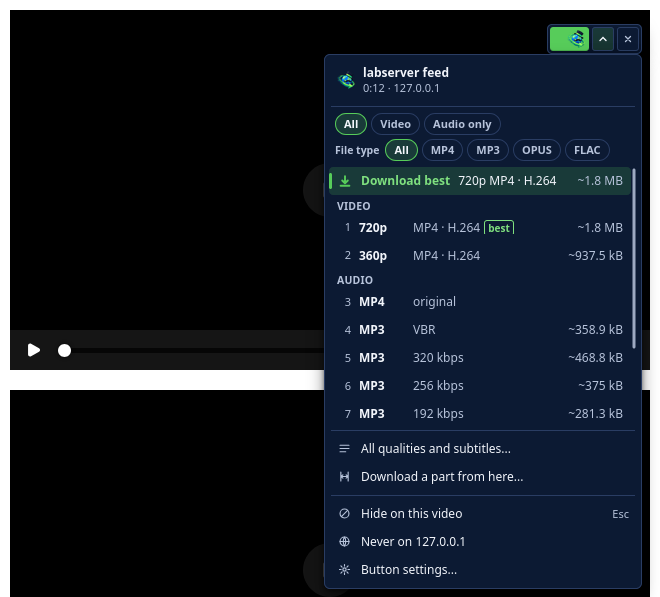 labserver feed
0:12 · 127.0.0.1
All Video Audio only
File type All MP4 MP3 OPUS FLAC
Download best 720p MP4 · H.264 ~1.8 MB
VIDEO
1 720p MP4 · H.264 best ~1.8 MB
2 360p MP4 · H.264 ~937.5 kB
AUDIO
3 MP4 original
4 MP3 VBR ~358.9 kB
5 MP3 320 kbps ~468.8 kB
6 MP3 256 kbps ~375 kB
7 MP3 192 kbps ~281.3 kB
All qualities and subtitles...
Download a part from here...
Hide on this video Esc
Never on 127.0.0.1
Button settings...